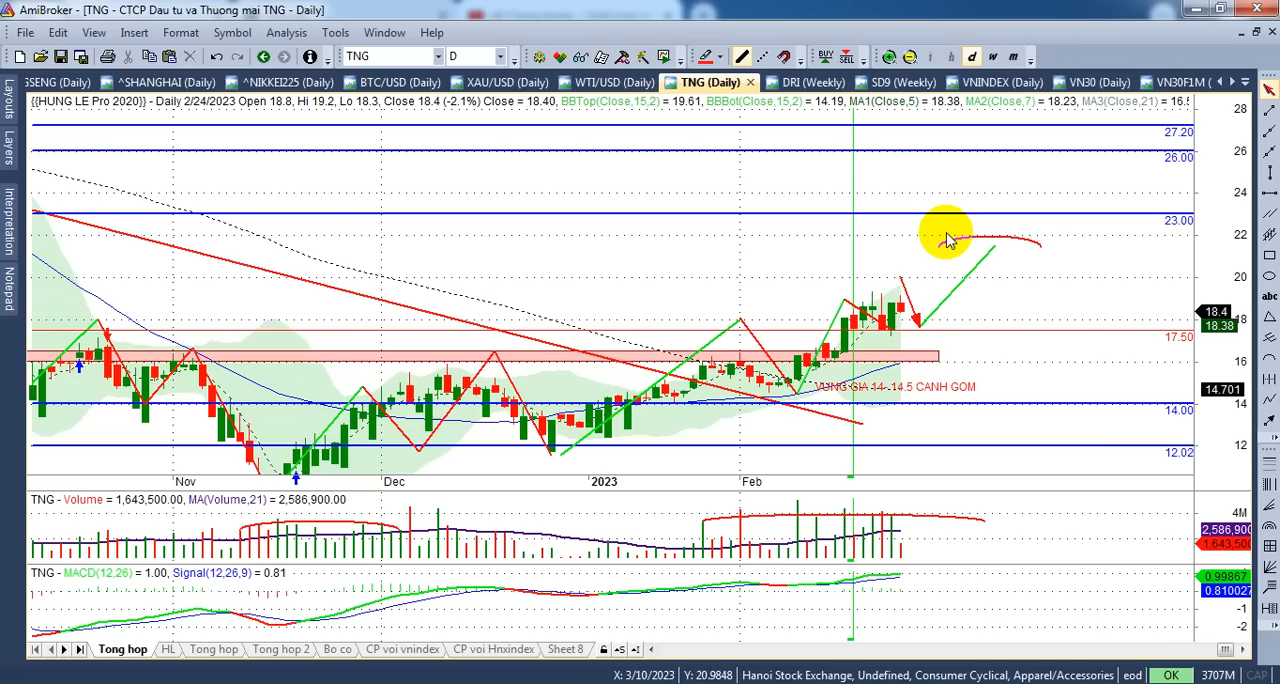 AmiBroker - [TNG - CTCP Dau tu va Thuong mai TNG - Daily]
File Edit View Insert Format Symbol Analysis Tools Window Help
TNG D BUY SELL i h d w m
Layouts
Layers
Interpretation
Notepad
SSENG (Daily) ^SHANGHAI (Daily) ^NIKKEI225 (Daily) BTC/USD (Daily) XAU/USD (Daily) WTI/USD (Daily) TNG (Daily) DRI (Weekly) SD9 (Weekly) VNINDEX (Daily) VN30 (Daily) VN30F1M (
{{HUNG LE Pro 2020}} - Daily 2/24/2023 Open 18.8, Hi 19.2, Lo 18.3, Close 18.4 (-2.1%) Close = 18.40, BBTop(Close,15,2) = 19.61, BBBot(Close,15,2) = 14.19, MA1(Close,5) = 18.38, MA2(Close,7) = 18.23, MA3(Close,21) = 16.5
28
27.20
26
26.00
24
23.00
22
20
18.4
18
18.38
17.50
16
VUNG GIA 14-14.5 CANH GOM
14.701
14
14.00
12
12.02
Nov Dec 2023 Feb
TNG - Volume = 1,643,500.00, MA(Volume,21) = 2,586,900.00
4M
2,586,900
1,643,500
TNG - MACD(12,26) = 1.00, Signal(12,26,9) = 0.81
0.99867
0.810027
-1
-2
Tong hop HL Tong hop Tong hop 2 Bo co CP voi vnindex CP voi Hnxindex Sheet 8
X: 3/10/2023 Y: 20.9848 Hanoi Stock Exchange, Undefined, Consumer Cyclical, Apparel/Accessories eod OK 3707M CAP
abc